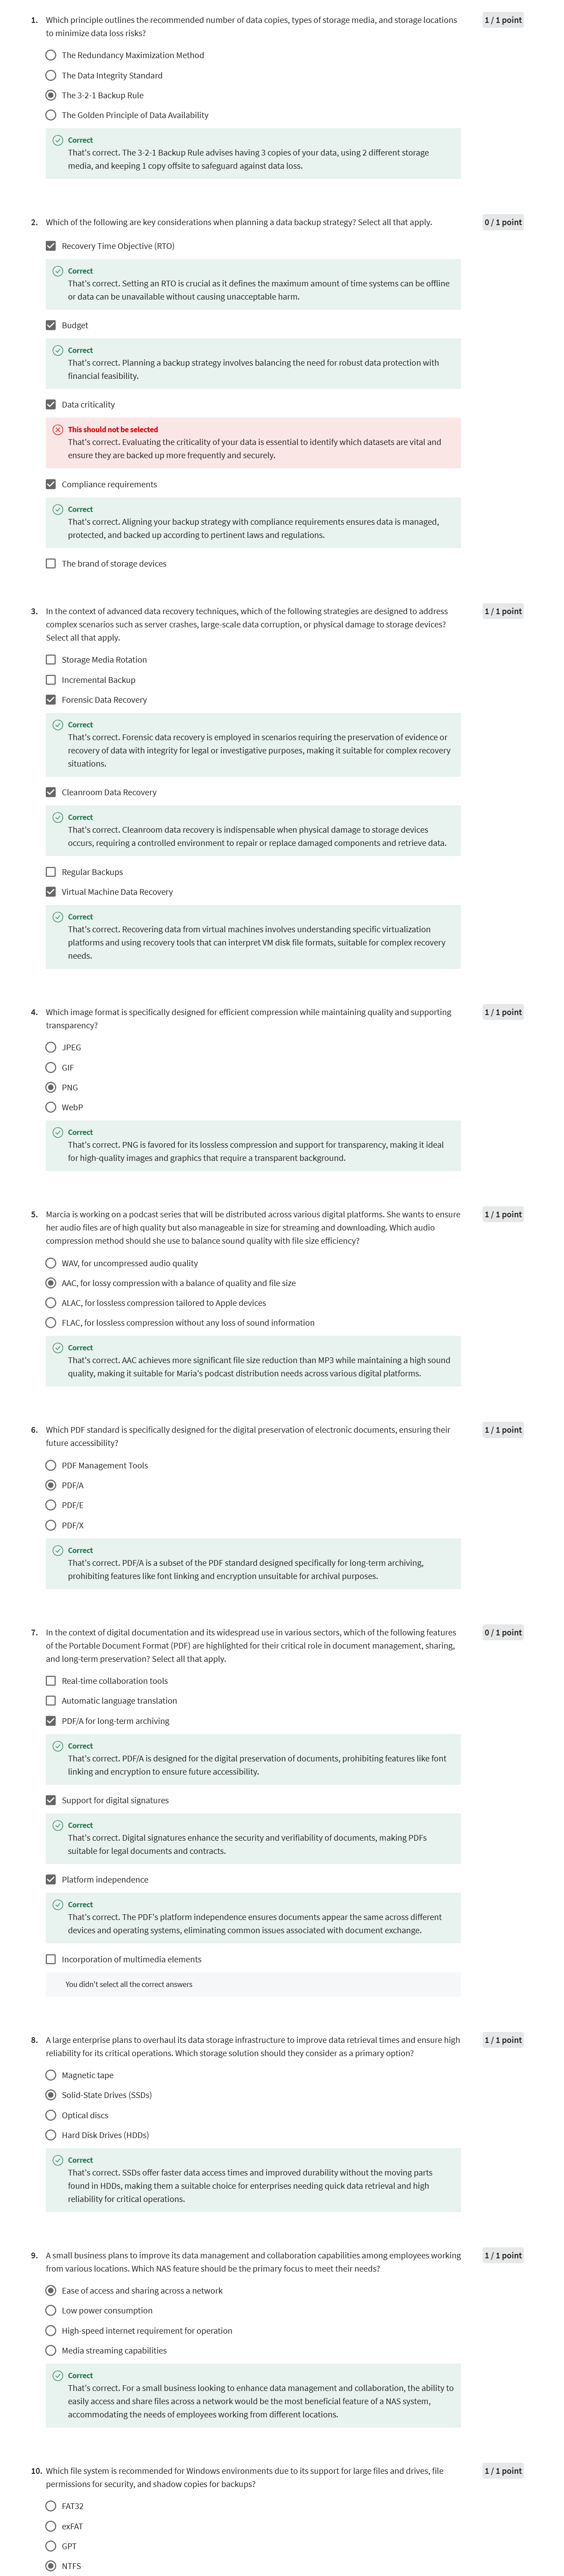 1. Which principle outlines the recommended number of data copies, types of storage media, and storage locations
to minimize data loss risks?
1 / 1 point
The Redundancy Maximization Method
The Data Integrity Standard
The 3-2-1 Backup Rule
The Golden Principle of Data Availability
Correct
That's correct. The 3-2-1 Backup Rule advises having 3 copies of your data, using 2 different storage
media, and keeping 1 copy offsite to safeguard against data loss.
2. Which of the following are key considerations when planning a data backup strategy? Select all that apply.
0 / 1 point
Recovery Time Objective (RTO)
Correct
That's correct. Setting an RTO is crucial as it defines the maximum amount of time systems can be offline
or data can be unavailable without causing unacceptable harm.
Budget
Correct
That's correct. Planning a backup strategy involves balancing the need for robust data protection with
financial feasibility.
Data criticality
This should not be selected
That's correct. Evaluating the criticality of your data is essential to identify which datasets are vital and
ensure they are backed up more frequently and securely.
Compliance requirements
Correct
That's correct. Aligning your backup strategy with compliance requirements ensures data is managed,
protected, and backed up according to pertinent laws and regulations.
The brand of storage devices
3. In the context of advanced data recovery techniques, which of the following strategies are designed to address
complex scenarios such as server crashes, large-scale data corruption, or physical damage to storage devices?
Select all that apply.
1 / 1 point
Storage Media Rotation
Incremental Backup
Forensic Data Recovery
Correct
That's correct. Forensic data recovery is employed in scenarios requiring the preservation of evidence or
recovery of data with integrity for legal or investigative purposes, making it suitable for complex recovery
situations.
Cleanroom Data Recovery
Correct
That's correct. Cleanroom data recovery is indispensable when physical damage to storage devices
occurs, requiring a controlled environment to repair or replace damaged components and retrieve data.
Regular Backups
Virtual Machine Data Recovery
Correct
That's correct. Recovering data from virtual machines involves understanding specific virtualization
platforms and using recovery tools that can interpret VM disk file formats, suitable for complex recovery
needs.
4. Which image format is specifically designed for efficient compression while maintaining quality and supporting
transparency?
1 / 1 point
JPEG
GIF
PNG
WebP
Correct
That's correct. PNG is favored for its lossless compression and support for transparency, making it ideal
for high-quality images and graphics that require a transparent background.
5. Marcia is working on a podcast series that will be distributed across various digital platforms. She wants to ensure
her audio files are of high quality but also manageable in size for streaming and downloading. Which audio
compression method should she use to balance sound quality with file size efficiency?
1 / 1 point
WAV, for uncompressed audio quality
AAC, for lossy compression with a balance of quality and file size
ALAC, for lossless compression tailored to Apple devices
FLAC, for lossless compression without any loss of sound information
Correct
That's correct. AAC achieves more significant file size reduction than MP3 while maintaining a high sound
quality, making it suitable for Maria's podcast distribution needs across various digital platforms.
6. Which PDF standard is specifically designed for the digital preservation of electronic documents, ensuring their
future accessibility?
1 / 1 point
PDF Management Tools
PDF/A
PDF/E
PDF/X
Correct
That's correct. PDF/A is a subset of the PDF standard designed specifically for long-term archiving,
prohibiting features like font linking and encryption unsuitable for archival purposes.
7. In the context of digital documentation and its widespread use in various sectors, which of the following features
of the Portable Document Format (PDF) are highlighted for their critical role in document management, sharing,
and long-term preservation? Select all that apply.
0 / 1 point
Real-time collaboration tools
Automatic language translation
PDF/A for long-term archiving
Correct
That's correct. PDF/A is designed for the digital preservation of documents, prohibiting features like font
linking and encryption to ensure future accessibility.
Support for digital signatures
Correct
That's correct. Digital signatures enhance the security and verifiability of documents, making PDFs
suitable for legal documents and contracts.
Platform independence
Correct
That's correct. The PDF's platform independence ensures documents appear the same across different
devices and operating systems, eliminating common issues associated with document exchange.
Incorporation of multimedia elements
You didn't select all the correct answers
8. A large enterprise plans to overhaul its data storage infrastructure to improve data retrieval times and ensure high
reliability for its critical operations. Which storage solution should they consider as a primary option?
1 / 1 point
Magnetic tape
Solid-State Drives (SSDs)
Optical discs
Hard Disk Drives (HDDs)
Correct
That's correct. SSDs offer faster data access times and improved durability without the moving parts
found in HDDs, making them a suitable choice for enterprises needing quick data retrieval and high
reliability for critical operations.
9. A small business plans to improve its data management and collaboration capabilities among employees working
from various locations. Which NAS feature should be the primary focus to meet their needs?
1 / 1 point
Ease of access and sharing across a network
Low power consumption
High-speed internet requirement for operation
Media streaming capabilities
Correct
That's correct. For a small business looking to enhance data management and collaboration, the ability to
easily access and share files across a network would be the most beneficial feature of a NAS system,
accommodating the needs of employees working from different locations.
10. Which file system is recommended for Windows environments due to its support for large files and drives, file
permissions for security, and shadow copies for backups?
1 / 1 point
FAT32
exFAT
GPT
NTFS